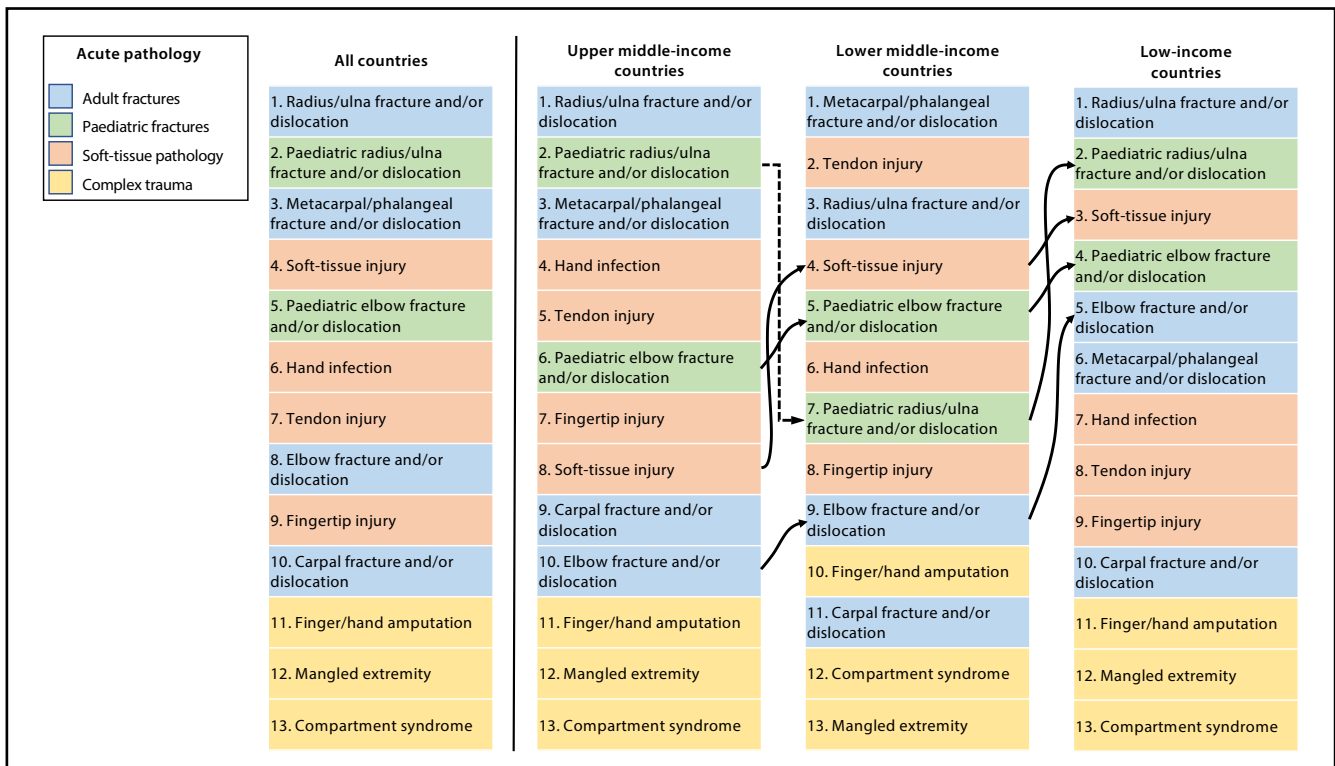 Acute pathology
Adult fractures
Paediatric fractures
Soft-tissue pathology
Complex trauma
All countries
1. Radius/ulna fracture and/or
dislocation
2. Paediatric radius/ulna
fracture and/or dislocation
3. Metacarpal/phalangeal
fracture and/or dislocation
4. Soft-tissue injury
5. Paediatric elbow fracture
and/or dislocation
6. Hand infection
7. Tendon injury
8. Elbow fracture and/or
dislocation
9. Fingertip injury
10. Carpal fracture and/or
dislocation
11. Finger/hand amputation
12. Mangled extremity
13. Compartment syndrome
Upper middle-income
countries
1. Radius/ulna fracture and/or
dislocation
2. Paediatric radius/ulna
fracture and/or dislocation
3. Metacarpal/phalangeal
fracture and/or dislocation
4. Hand infection
5. Tendon injury
6. Paediatric elbow fracture
and/or dislocation
7. Fingertip injury
8. Soft-tissue injury
9. Carpal fracture and/or
dislocation
10. Elbow fracture and/or
dislocation
11. Finger/hand amputation
12. Mangled extremity
13. Compartment syndrome
Lower middle-income
countries
1. Metacarpal/phalangeal
fracture and/or dislocation
2. Tendon injury
3. Radius/ulna fracture and/or
dislocation
4. Soft-tissue injury
5. Paediatric elbow fracture
and/or dislocation
6. Hand infection
7. Paediatric radius/ulna
fracture and/or dislocation
8. Fingertip injury
9. Elbow fracture and/or
dislocation
10. Finger/hand amputation
11. Carpal fracture and/or
dislocation
12. Compartment syndrome
13. Mangled extremity
Low-income
countries
1. Radius/ulna fracture and/or
dislocation
2. Paediatric radius/ulna
fracture and/or dislocation
3. Soft-tissue injury
4. Paediatric elbow fracture
and/or dislocation
5. Elbow fracture and/or
dislocation
6. Metacarpal/phalangeal
fracture and/or dislocation
7. Hand infection
8. Tendon injury
9. Fingertip injury
10. Carpal fracture and/or
dislocation
11. Finger/hand amputation
12. Mangled extremity
13. Compartment syndrome